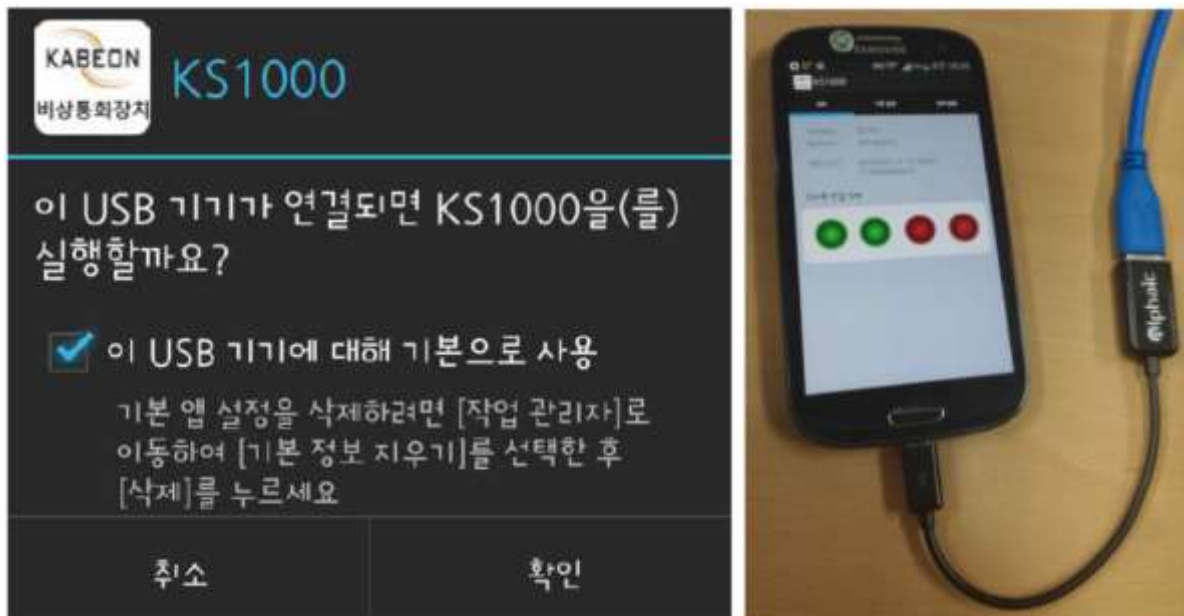 KABEON
비상통화장치
KS1000
이 USB 기기가 연결되면 KS1000을(를)
실행할까요?
이 USB 기기에 대해 기본으로 사용
기본 앱 설정을 삭제하려면 [작업 관리자]로
이동하여 [기본 정보 지우기]를 선택한 후
[삭제]를 누르세요
취소
확인
SAMSUNG
KS1000